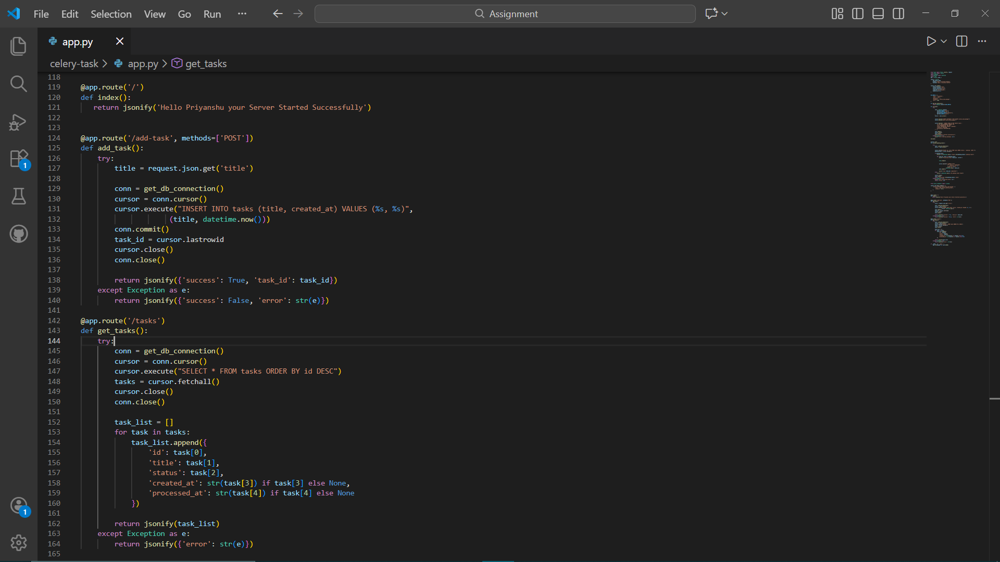 File Edit Selection View Go Run ··· Assignment
app.py
celery-task > app.py > get_tasks
118
119 @app.route('/')
120 def index():
121 return jsonify('Hello Priyanshu your Server Started Successfully')
122
123
124 @app.route('/add-task', methods=['POST'])
125 def add_task():
126 try:
127 title = request.json.get('title')
128
129 conn = get_db_connection()
130 cursor = conn.cursor()
131 cursor.execute("INSERT INTO tasks (title, created_at) VALUES (%s, %s)",
132 (title, datetime.now()))
133 conn.commit()
134 task_id = cursor.lastrowid
135 cursor.close()
136 conn.close()
137
138 return jsonify({'success': True, 'task_id': task_id})
139 except Exception as e:
140 return jsonify({'success': False, 'error': str(e)})
141
142 @app.route('/tasks')
143 def get_tasks():
144 try:
145 conn = get_db_connection()
146 cursor = conn.cursor()
147 cursor.execute("SELECT * FROM tasks ORDER BY id DESC")
148 tasks = cursor.fetchall()
149 cursor.close()
150 conn.close()
151
152 task_list = []
153 for task in tasks:
154 task_list.append({
155 'id': task[0],
156 'title': task[1],
157 'status': task[2],
158 'created_at': str(task[3]) if task[3] else None,
159 'processed_at': str(task[4]) if task[4] else None
160 })
161
162 return jsonify(task_list)
163 except Exception as e:
164 return jsonify({'error': str(e)})
165
1
1